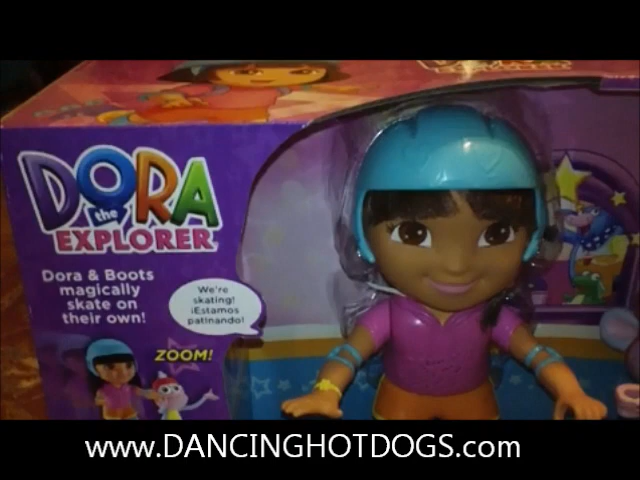 DORA
the
EXPLORER
Dora & Boots
magically
skate on
their own!
We're
skating!
¡Estamos
patinando!
ZOOM!
www.DANCINGHOTDOGS.com